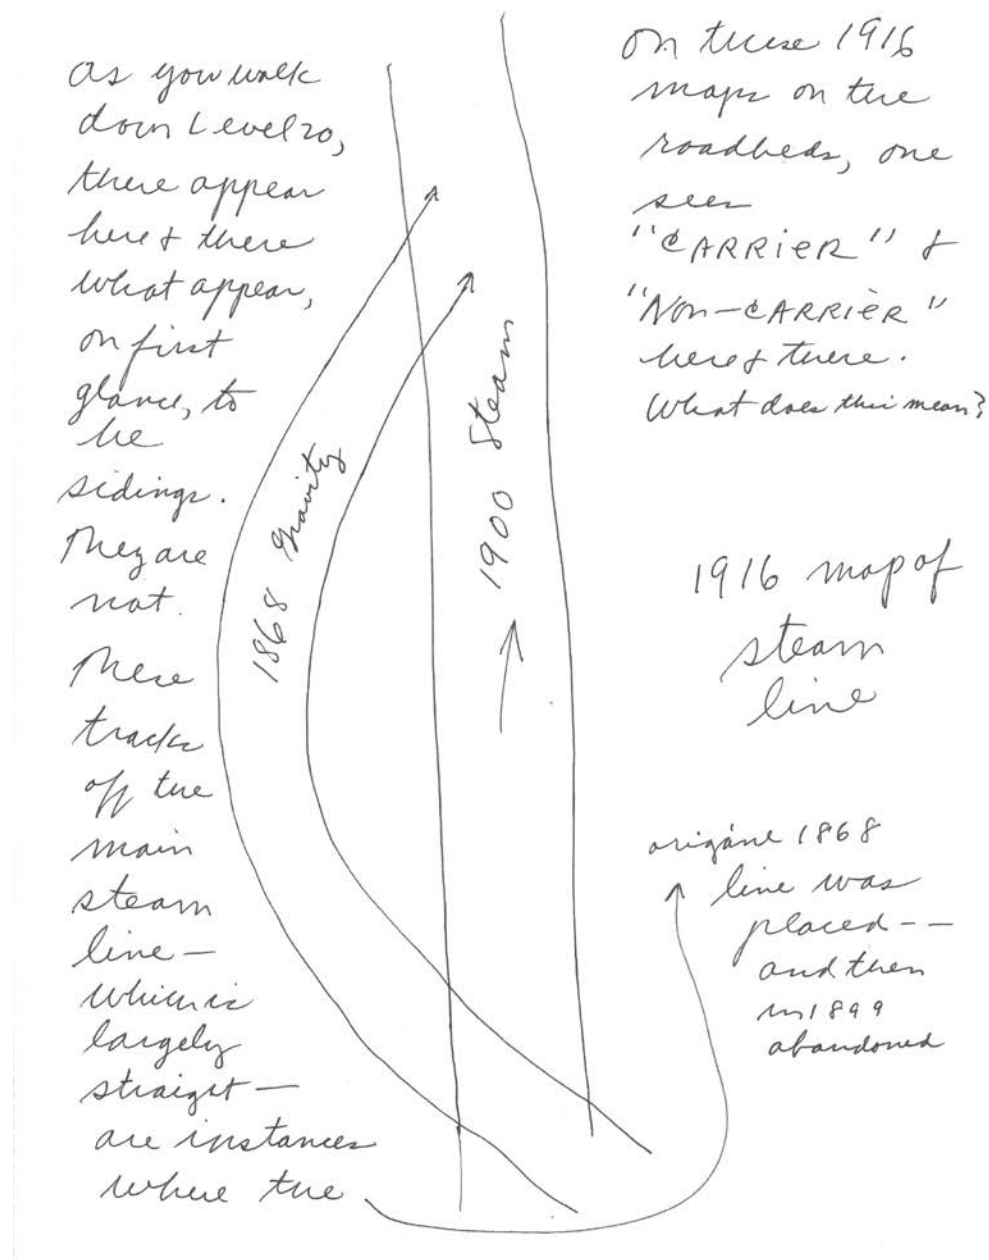 As you walk
down Level 20,
there appear
here & there
what appear,
on first
glance, to
be
sidings.
They are
not.
These
tracks
off the
main
steam
line—
which is
largely
straight—
are instances
where the
original 1868
line was
placed--
and then
in 1899
abandoned
1868 Gravity
1900 Steam
On these 1916
maps on the
roadbeds, one
sees
"CARRIER" &
"NON-CARRIER"
here & there.
What does this mean?
1916 map of
steam
line